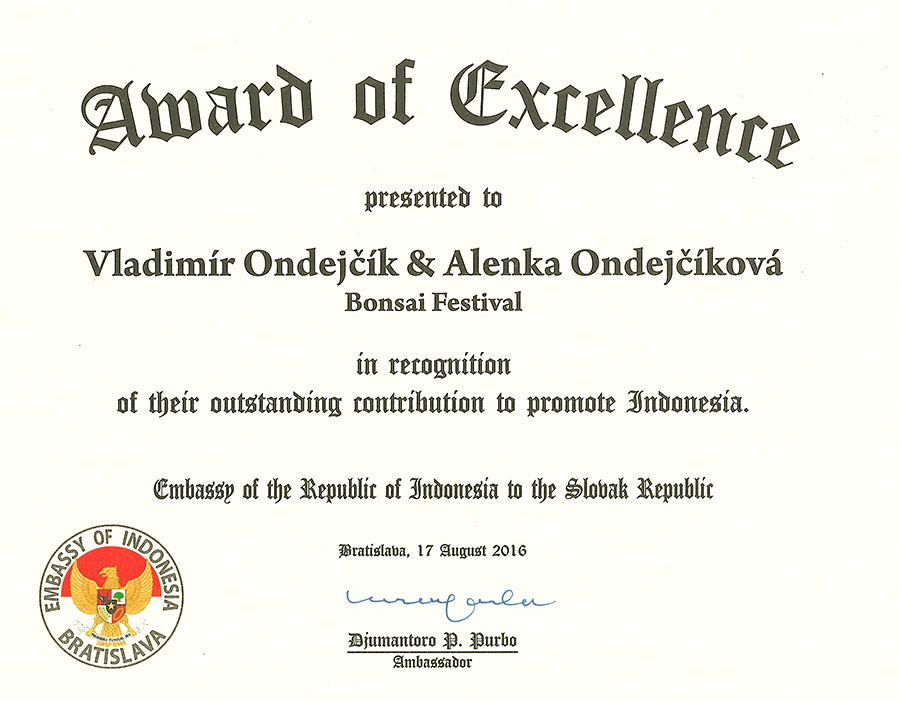 Award of Excellence
presented to
Vladimír Ondejčík & Alenka Ondejčíková
Bonsai Festival
in recognition
of their outstanding contribution to promote Indonesia.
Embassy of the Republic of Indonesia to the Slovak Republic
Bratislava, 17 August 2016
Djumantoro P. Purbo
Ambassador
EMBASSY OF INDONESIA
BRATISLAVA